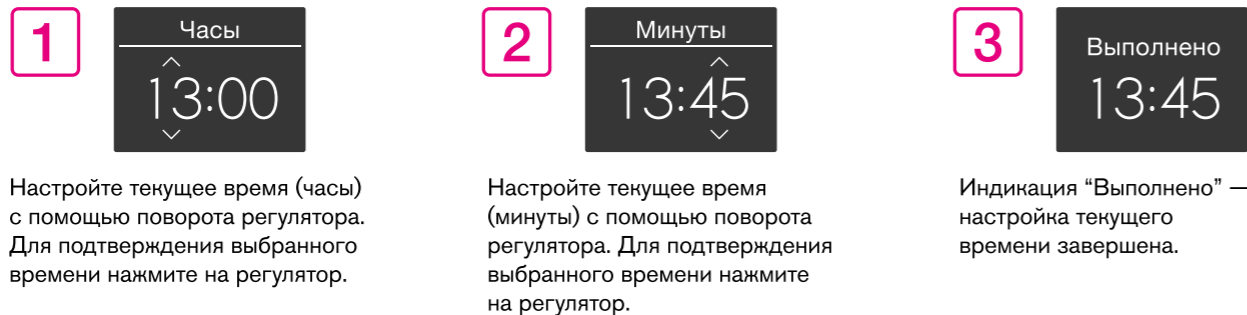 1
Часы
13:00
Настройте текущее время (часы)
с помощью поворота регулятора.
Для подтверждения выбранного
времени нажмите на регулятор.
2
Минуты
13:45
Настройте текущее время
(минуты) с помощью поворота
регулятора. Для подтверждения
выбранного времени нажмите
на регулятор.
3
Выполнено
13:45
Индикация “Выполнено” —
настройка текущего
времени завершена.